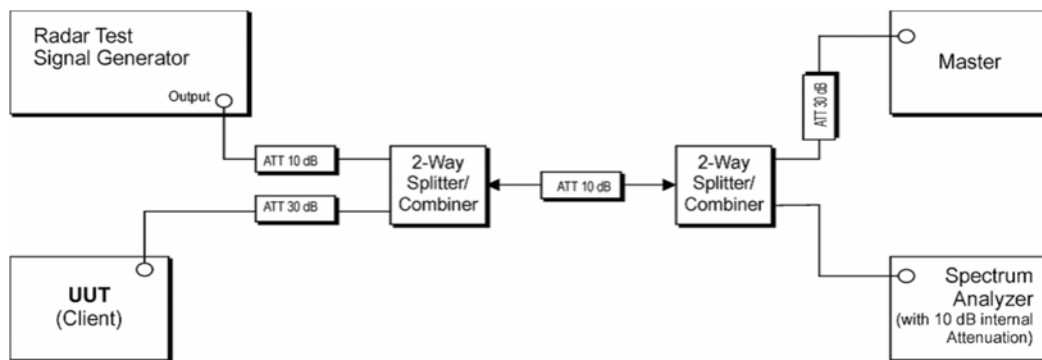 Radar Test
Signal Generator
Output
ATT 10 dB
ATT 30 dB
2-Way
Splitter/
Combiner
ATT 10 dB
2-Way
Splitter/
Combiner
ATT 30 dB
Master
UUT
(Client)
Spectrum
Analyzer
(with 10 dB internal
Attenuation)